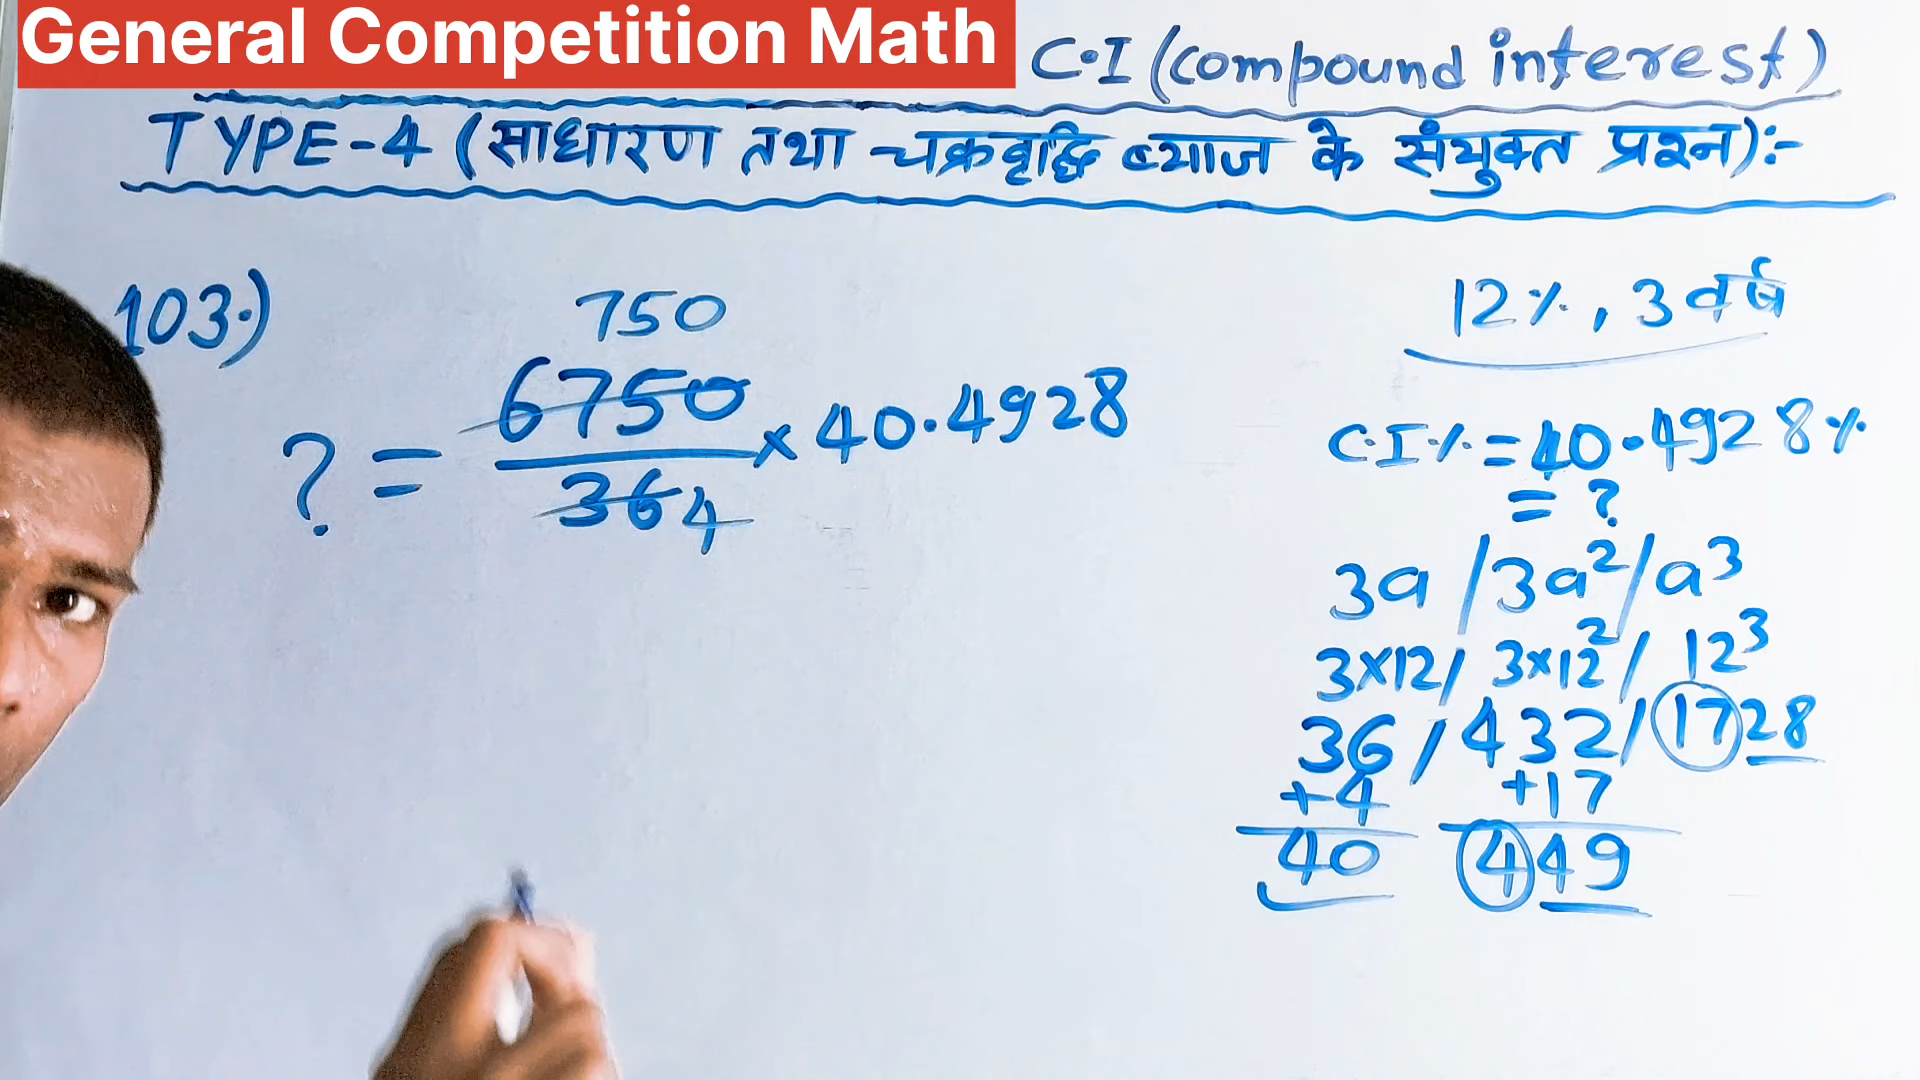 General Competition Math
C.I (compound interest)
TYPE-4 (साधारण तथा चक्रवृद्धि ब्याज के संयुक्त प्रश्न):-
103.)
750
? = 6750/364 × 40.4928
12%, 3 वर्ष
C.I% = 40.4928%
= ?
3a / 3a² / a³
3×12 / 3×12² / 12³
36 / 432 / 1728
+4 +17
40 449